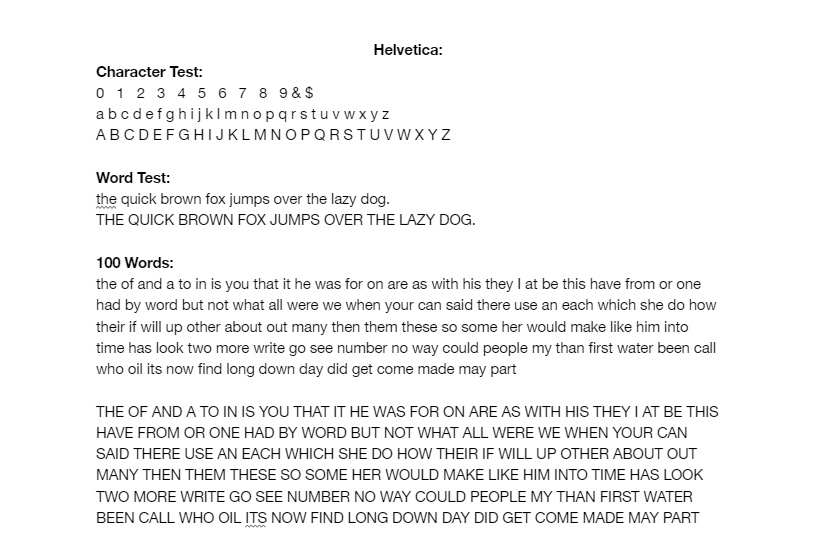 Helvetica:
Character Test:
0 1 2 3 4 5 6 7 8 9 & $
a b c d e f g h i j k l m n o p q r s t u v w x y z
A B C D E F G H I J K L M N O P Q R S T U V W X Y Z
Word Test:
the quick brown fox jumps over the lazy dog.
THE QUICK BROWN FOX JUMPS OVER THE LAZY DOG.
100 Words:
the of and a to in is you that it he was for on are as with his they I at be this have from or one
had by word but not what all were we when your can said there use an each which she do how
their if will up other about out many then them these so some her would make like him into
time has look two more write go see number no way could people my than first water been call
who oil its now find long down day did get come made may part
THE OF AND A TO IN IS YOU THAT IT HE WAS FOR ON ARE AS WITH HIS THEY I AT BE THIS
HAVE FROM OR ONE HAD BY WORD BUT NOT WHAT ALL WERE WE WHEN YOUR CAN
SAID THERE USE AN EACH WHICH SHE DO HOW THEIR IF WILL UP OTHER ABOUT OUT
MANY THEN THEM THESE SO SOME HER WOULD MAKE LIKE HIM INTO TIME HAS LOOK
TWO MORE WRITE GO SEE NUMBER NO WAY COULD PEOPLE MY THAN FIRST WATER
BEEN CALL WHO OIL ITS NOW FIND LONG DOWN DAY DID GET COME MADE MAY PART